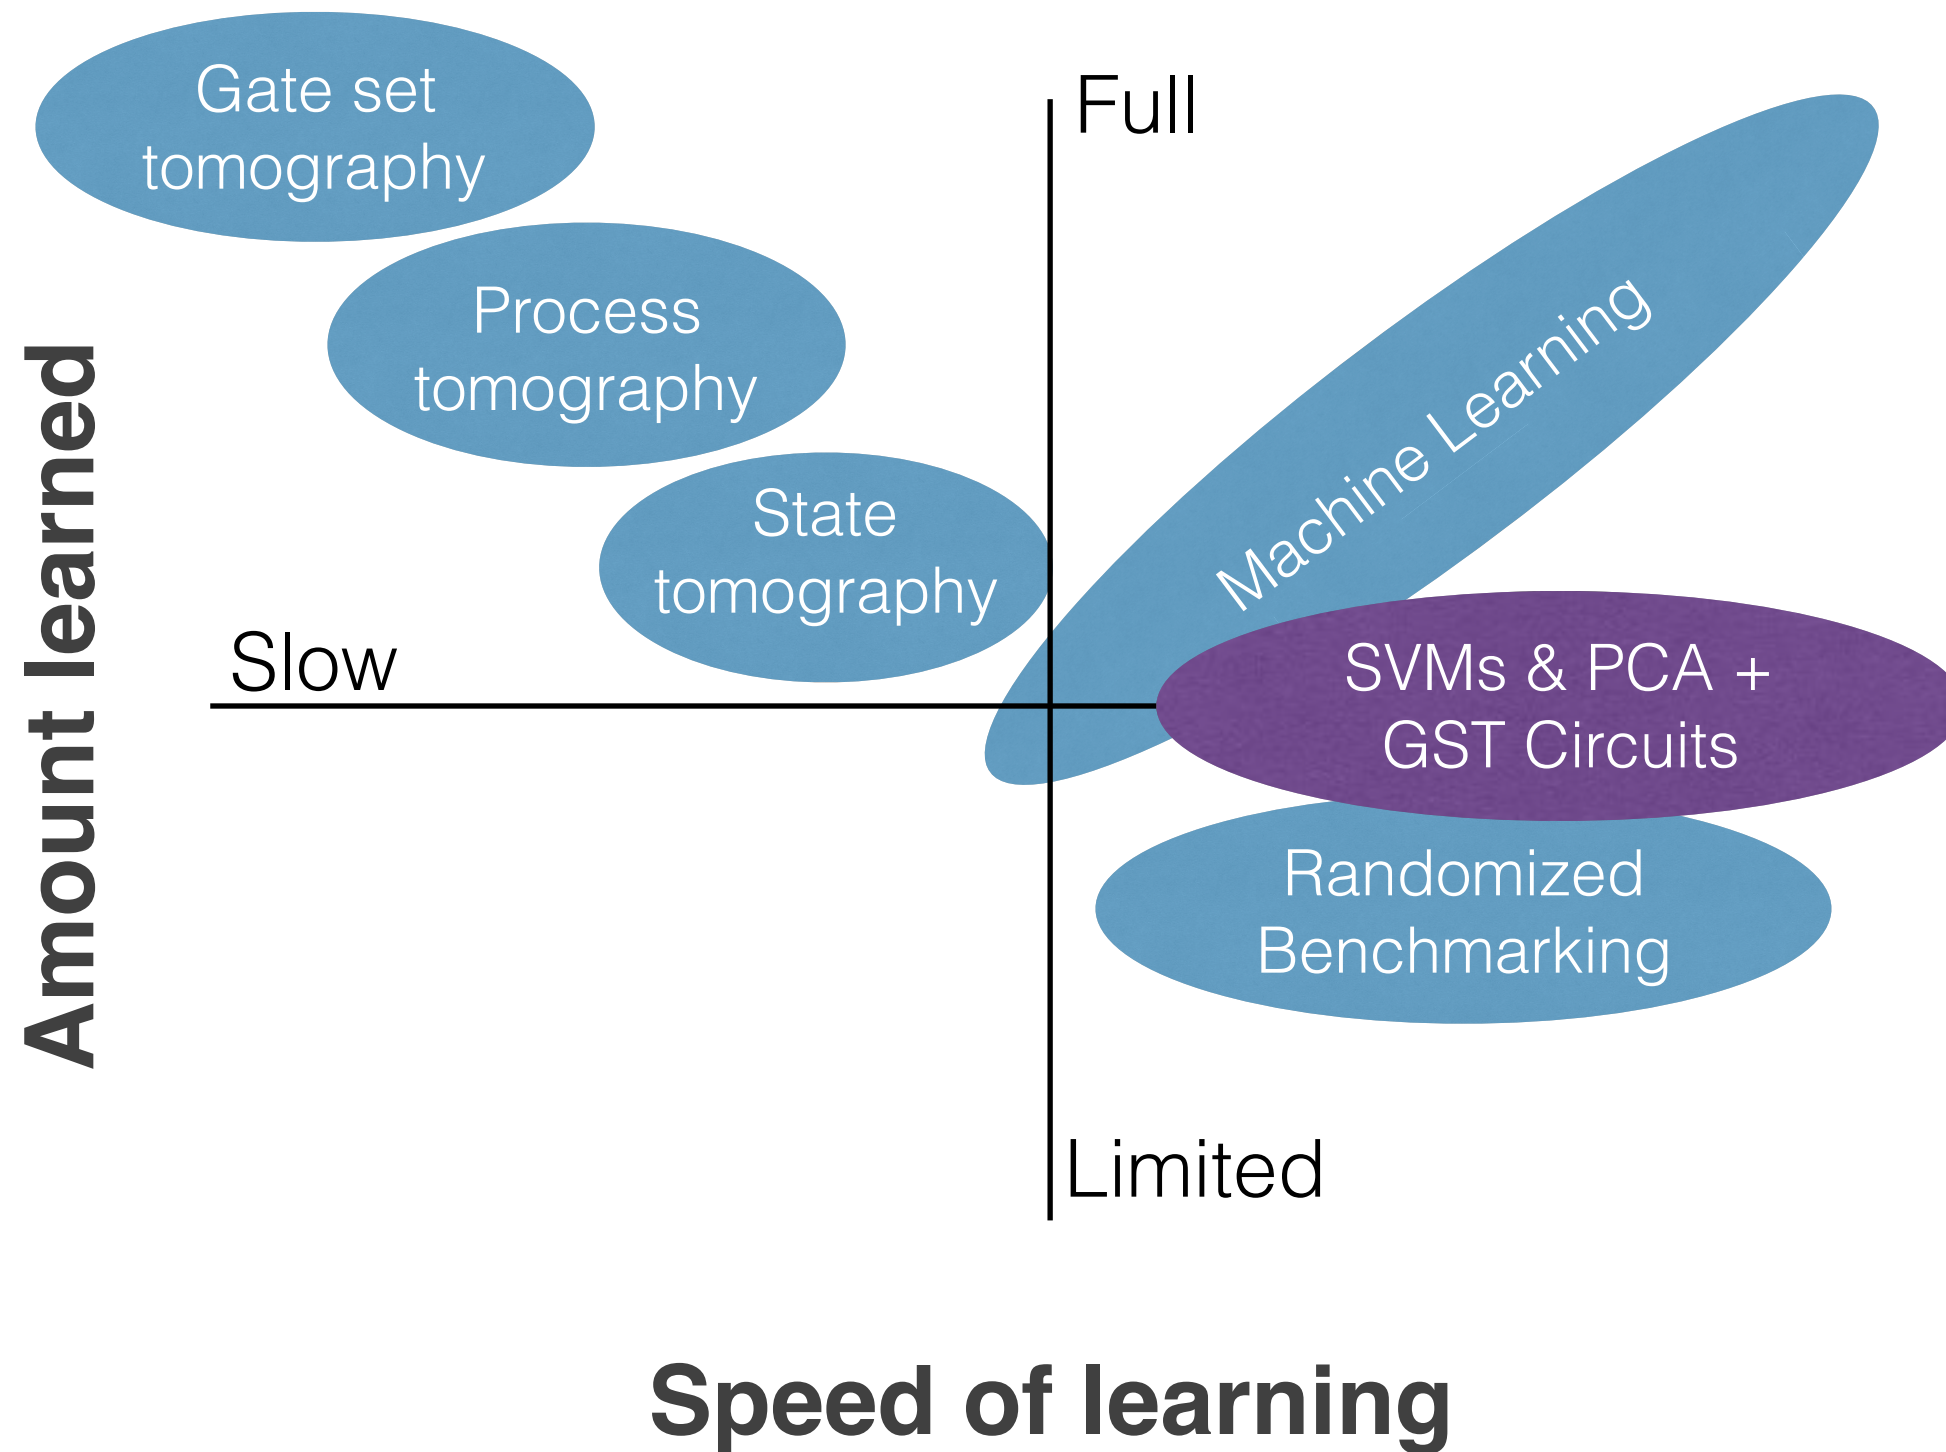 Gate set
tomography
Full
Process
tomography
Machine Learning
State
tomography
Slow
SVMs & PCA +
GST Circuits
Randomized
Benchmarking
Limited
Amount learned
Speed of learning